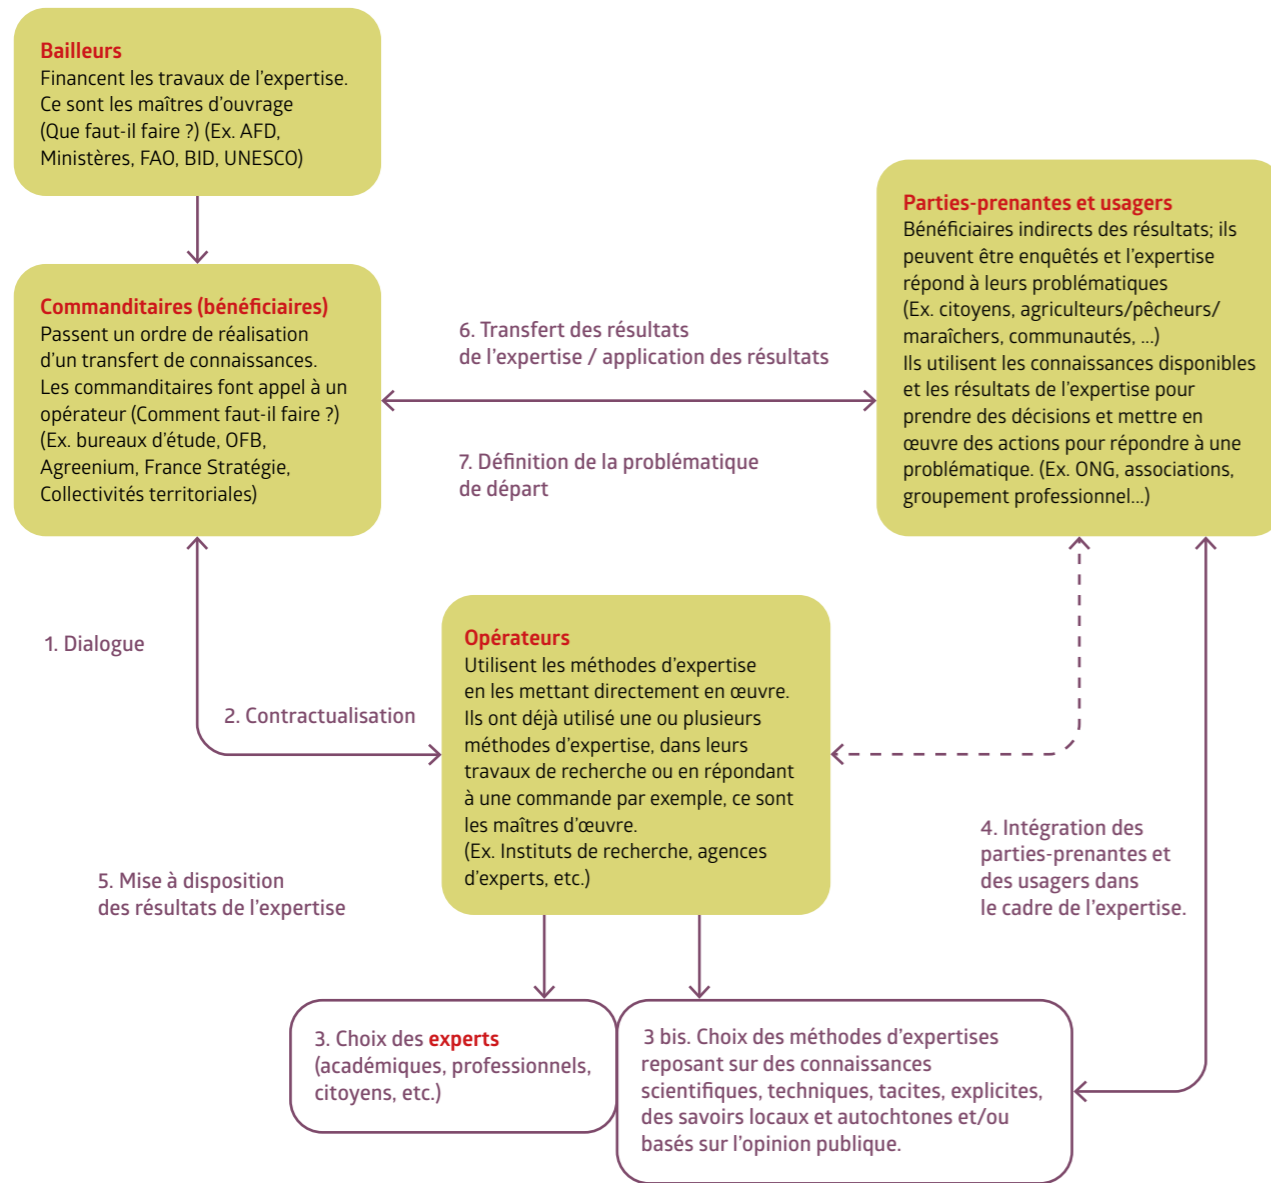 Bailleurs
Financent les travaux de l'expertise.
Ce sont les maîtres d'ouvrage
(Que faut-il faire ?) (Ex. AFD,
Ministères, FAO, BID, UNESCO)
Commanditaires (bénéficiaires)
Passent un ordre de réalisation
d'un transfert de connaissances.
Les commanditaires font appel à un
opérateur (Comment faut-il faire ?)
(Ex. bureaux d'étude, OFB,
Agreenium, France Stratégie,
Collectivités territoriales)
6. Transfert des résultats
de l'expertise / application des résultats
7. Définition de la problématique
de départ
Parties-prenantes et usagers
Bénéficiaires indirects des résultats; ils
peuvent être enquêtés et l'expertise
répond à leurs problématiques
(Ex. citoyens, agriculteurs/pêcheurs/
maraîchers, communautés, ...)
Ils utilisent les connaissances disponibles
et les résultats de l'expertise pour
prendre des décisions et mettre en
œuvre des actions pour répondre à une
problématique. (Ex. ONG, associations,
groupement professionnel...)
1. Dialogue
2. Contractualisation
Opérateurs
Utilisent les méthodes d'expertise
en les mettant directement en œuvre.
Ils ont déjà utilisé une ou plusieurs
méthodes d'expertise, dans leurs
travaux de recherche ou en répondant
à une commande par exemple, ce sont
les maîtres d'œuvre.
(Ex. Instituts de recherche, agences
d'experts, etc.)
4. Intégration des
parties-prenantes et
des usagers dans
le cadre de l'expertise.
5. Mise à disposition
des résultats de l'expertise
3. Choix des experts
(académiques, professionnels,
citoyens, etc.)
3 bis. Choix des méthodes d'expertises
reposant sur des connaissances
scientifiques, techniques, tacites, explicites,
des savoirs locaux et autochtones et/ou
basés sur l'opinion publique.